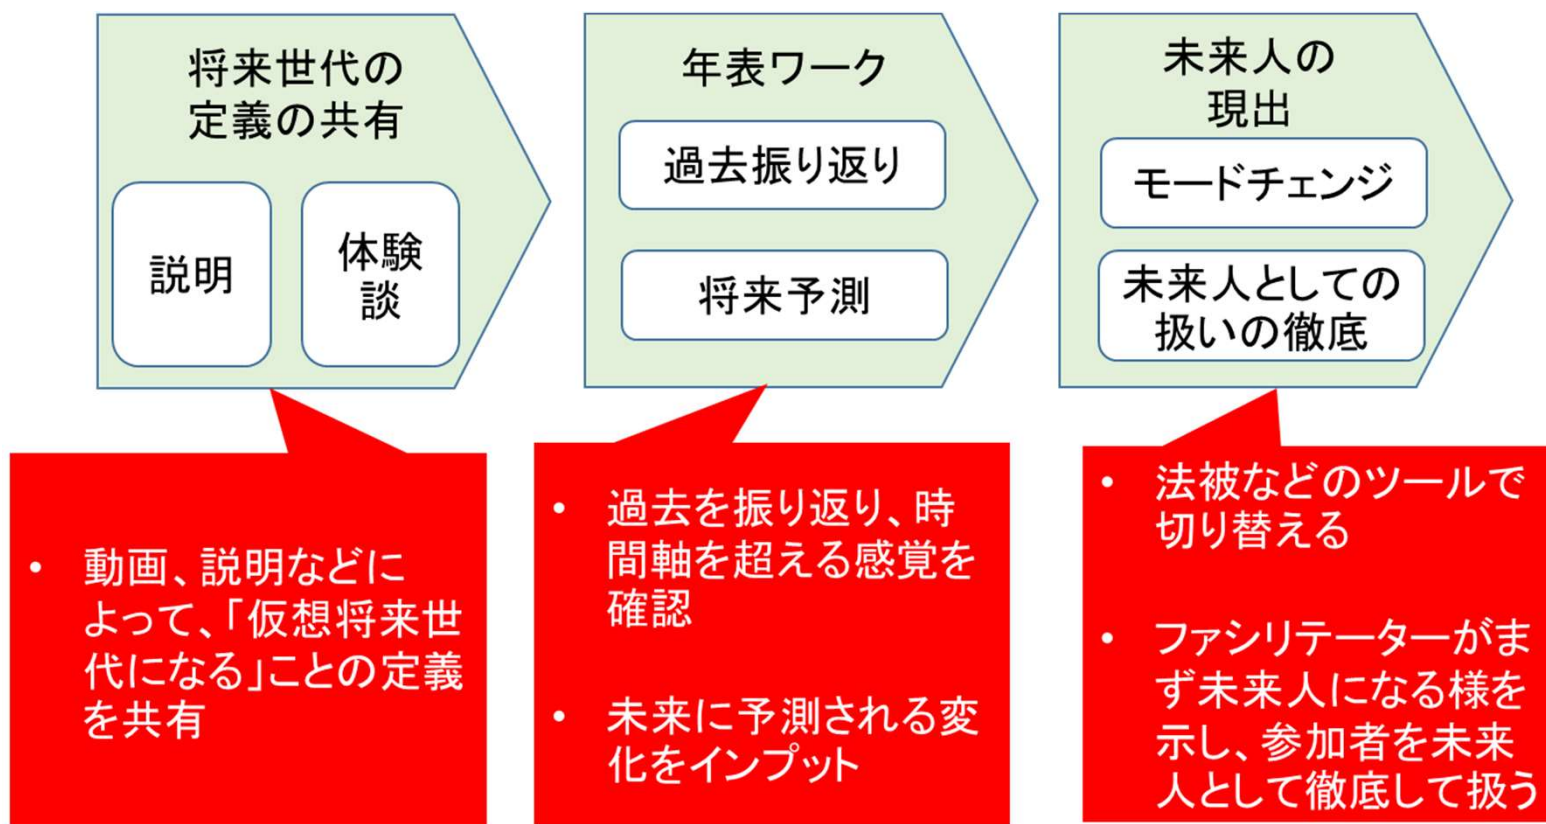 将来世代の
定義の共有
説明
体験
談
年表ワーク
過去振り返り
将来予測
未来人の
現出
モードチェンジ
未来人としての
扱いの徹底
• 動画、説明などに
よって、「仮想将来世
代になる」ことの定義
を共有
• 過去を振り返り、時
間軸を超える感覚を
確認
• 未来に予測される変
化をインプット
• 法被などのツールで
切り替える
• ファシリテーターがま
ず未来人になる様を
示し、参加者を未来
人として徹底して扱う